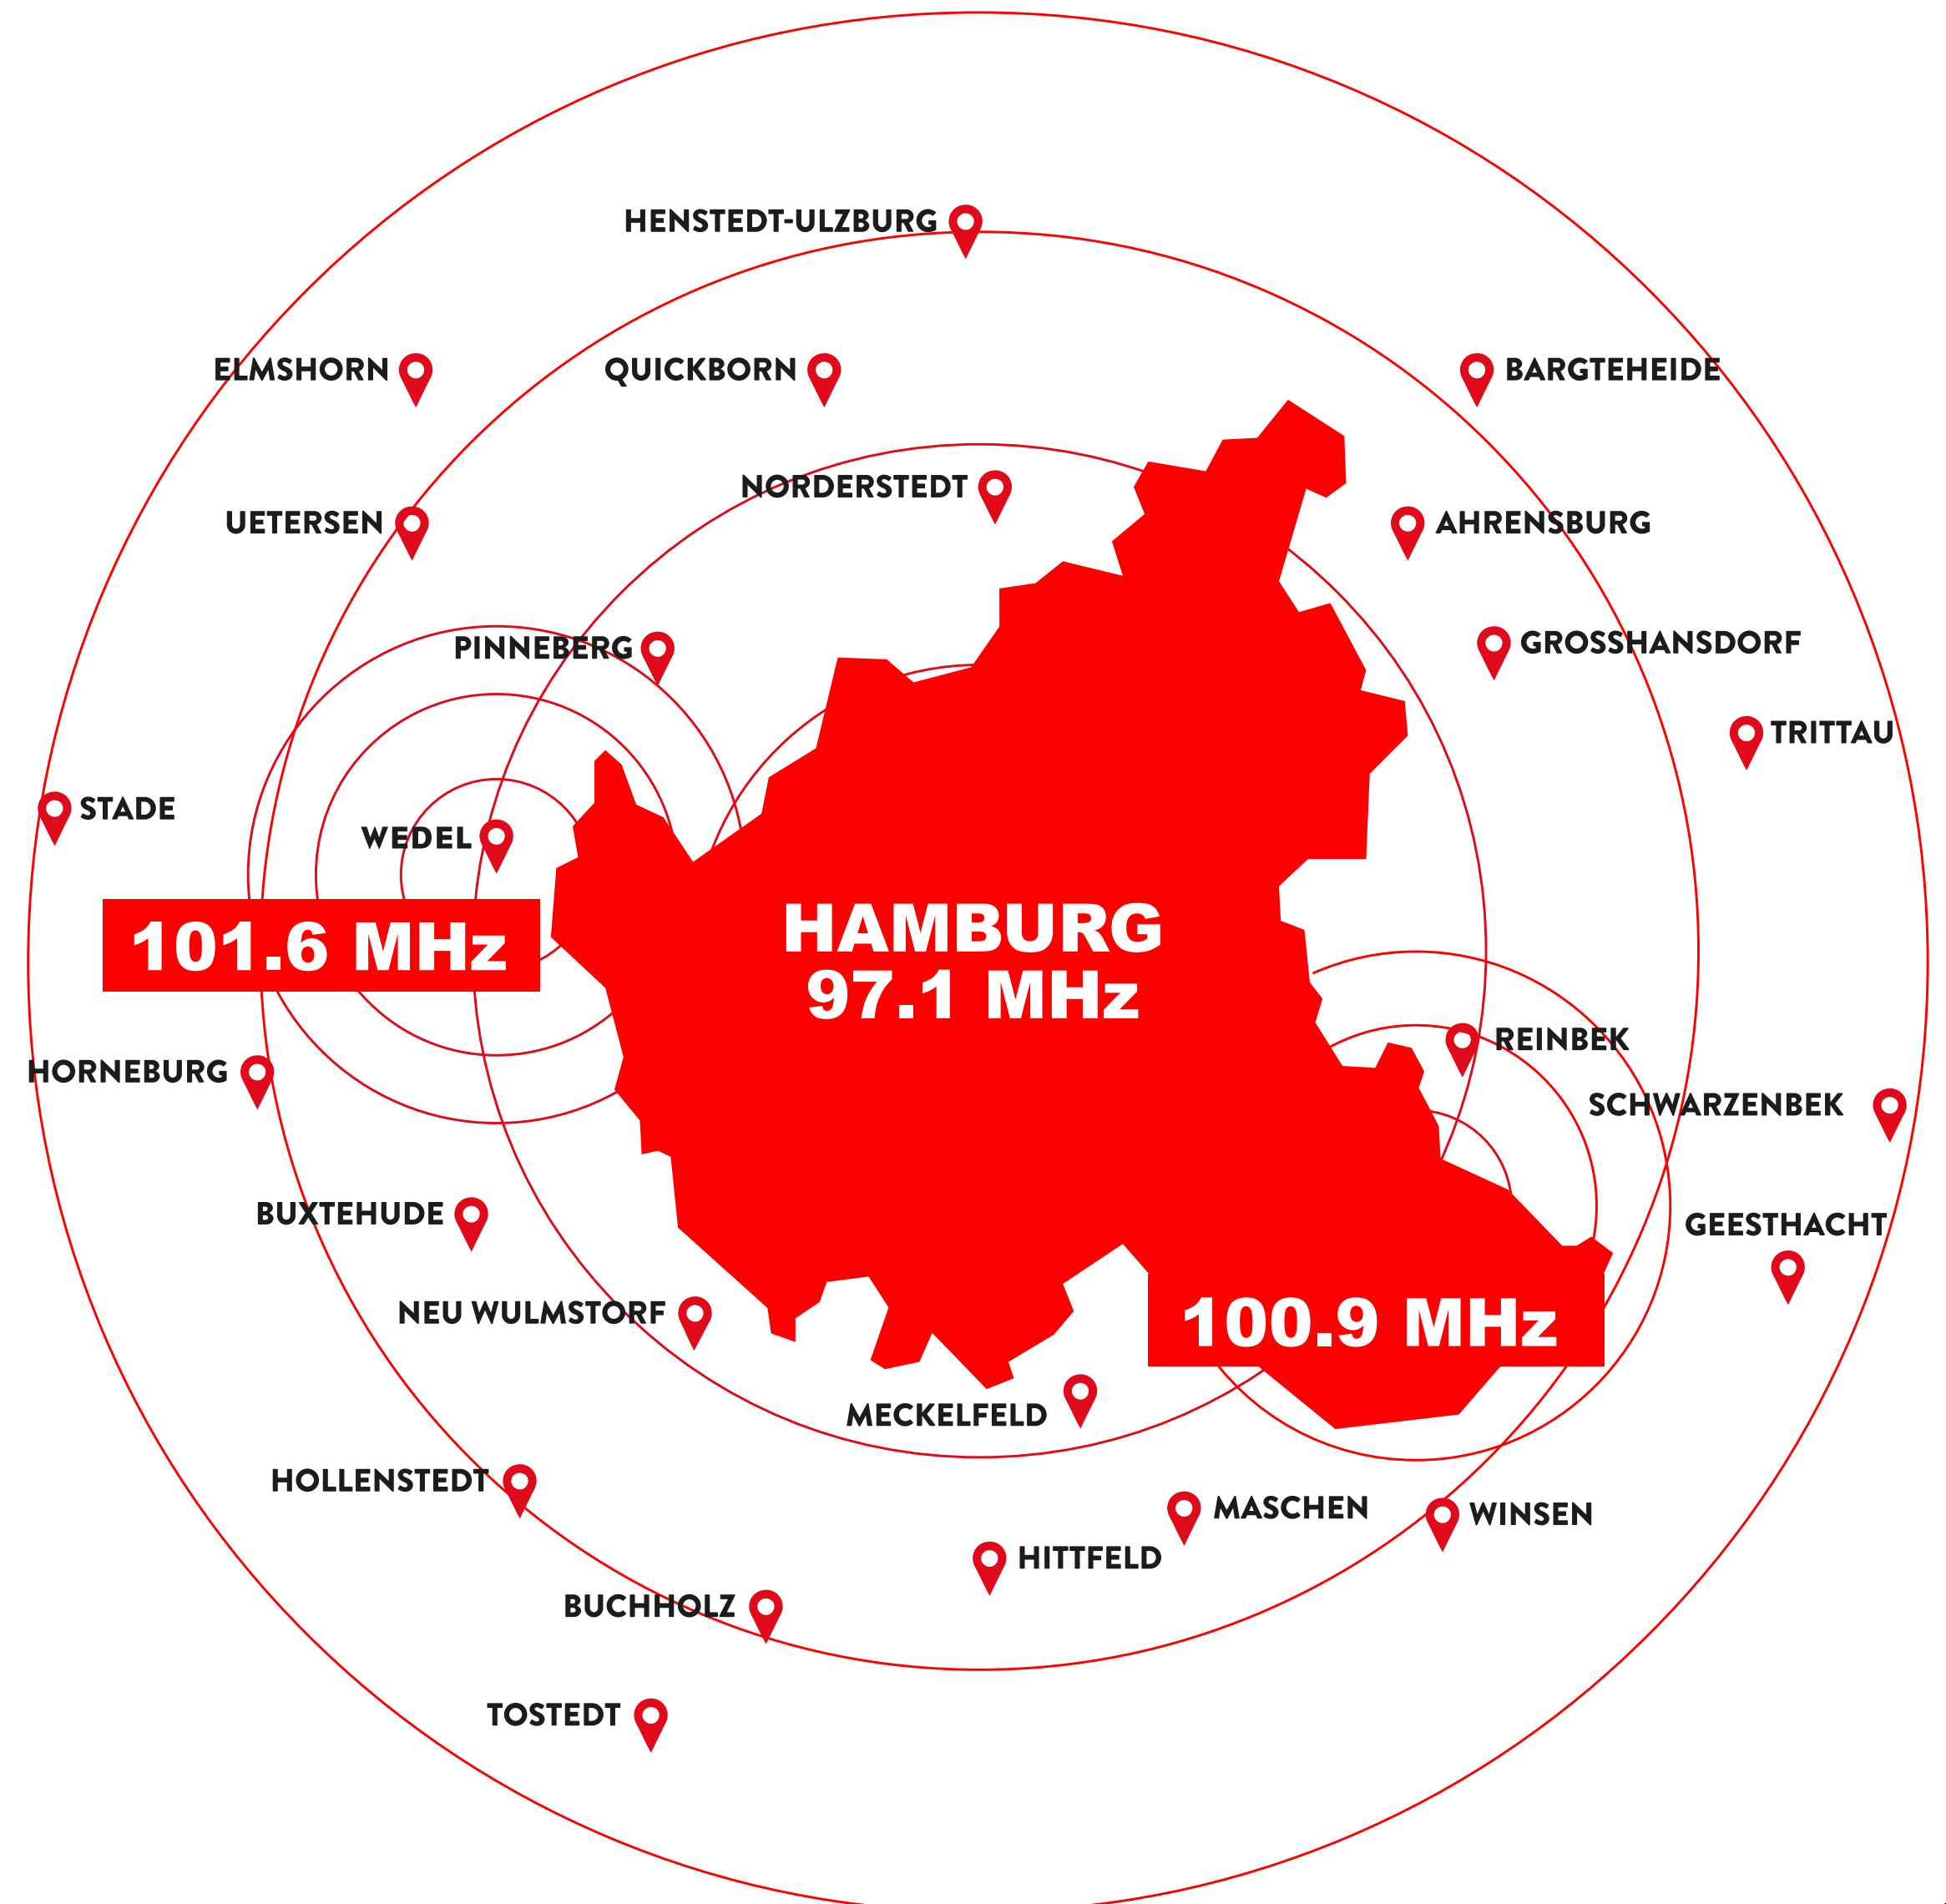 HENSTEDT-ULZBURG
ELMSHORN
QUICKBORN
BARGTEHEIDE
NORDERSTEDT
UETERSEN
AHRENSBURG
PINNEBERG
GROSSHANSDORF
TRITTAU
STADE
WEDEL
101.6 MHz
HAMBURG
97.1 MHz
REINBEK
HORNEBURG
SCHWARZENBEK
BUXTEHUDE
GEESTHACHT
NEU WULMSTORF
100.9 MHz
MECKELFELD
HOLLENSTEDT
MASCHEN
WINSEN
HITTFELD
BUCHHOLZ
TOSTEDT